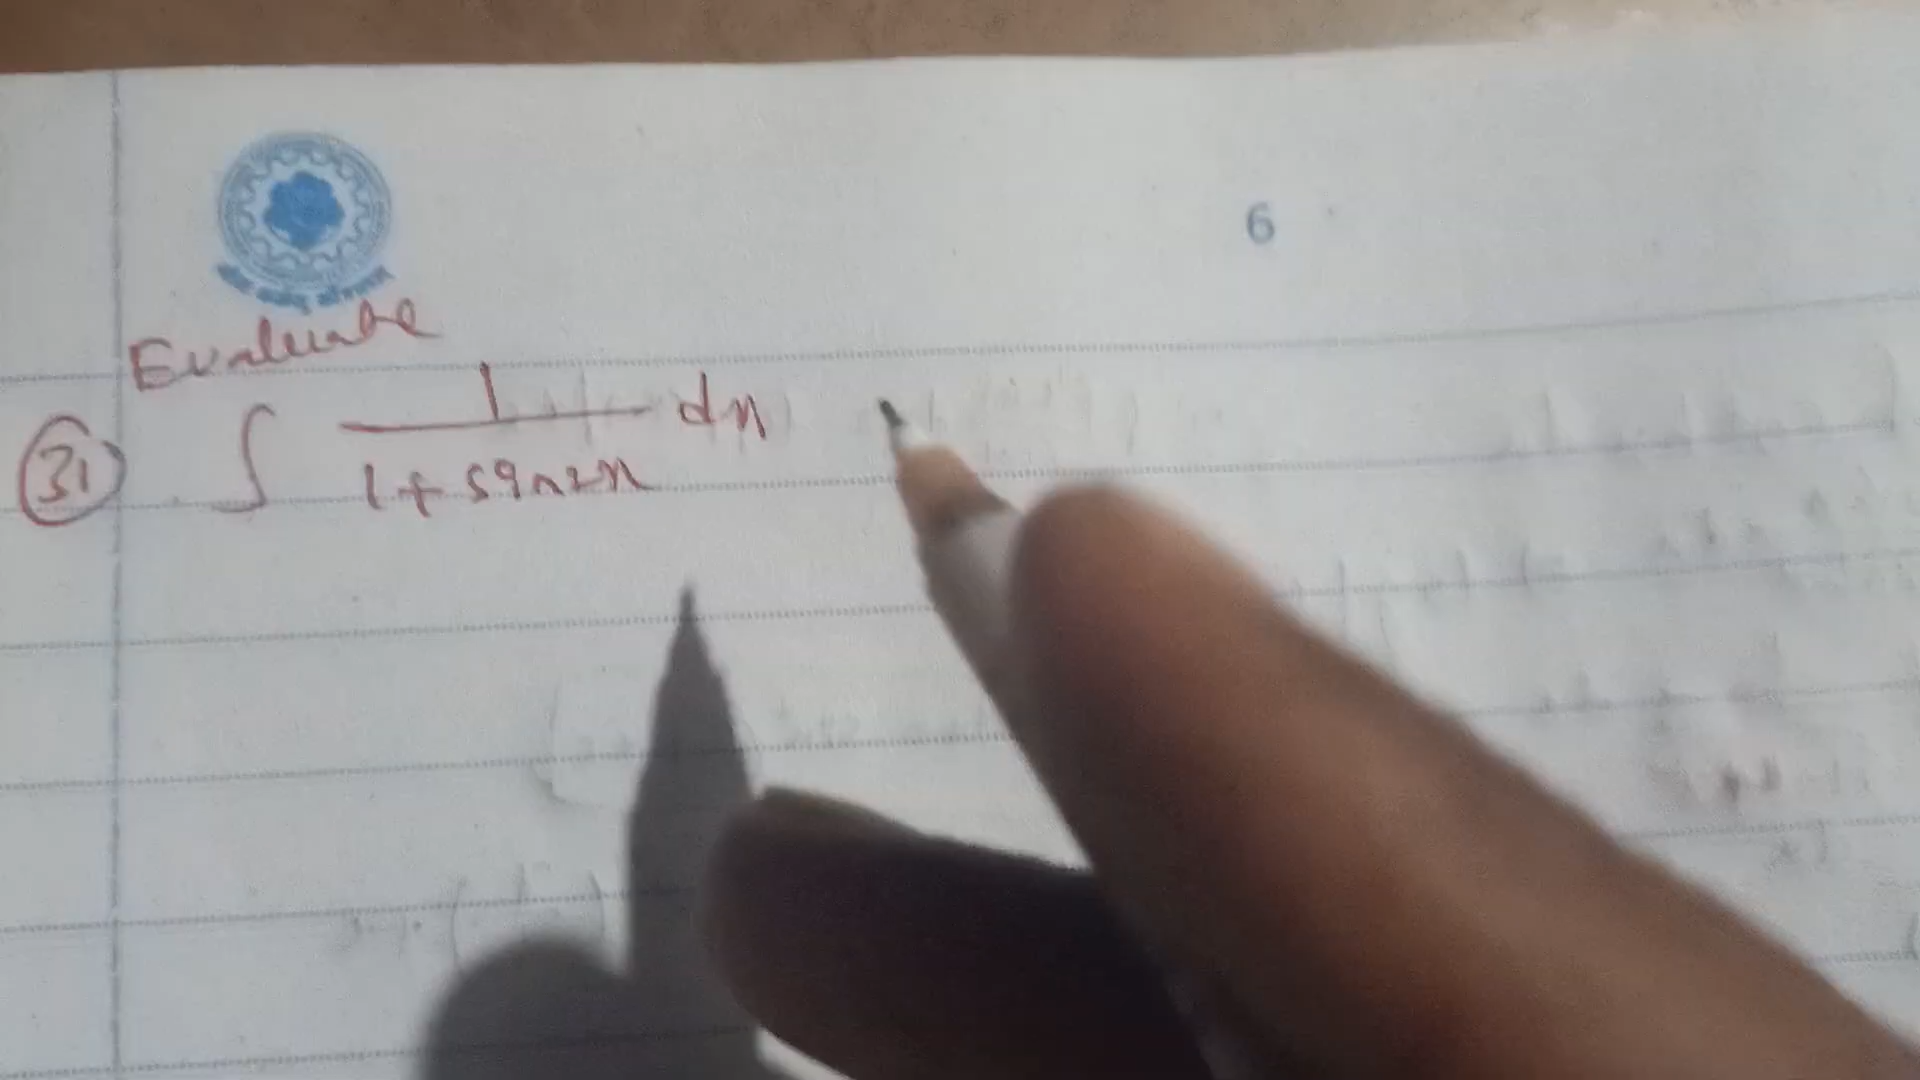 6
Evaluate
31 ∫ 1/(1 + sin2x) dx